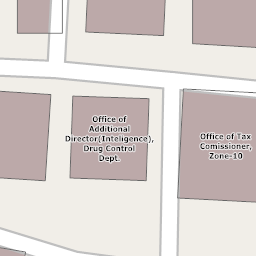 Office of
Additional
Director(Inteligence),
Drug Control
Dept.
Office of Tax
Comissioner,
Zone-10